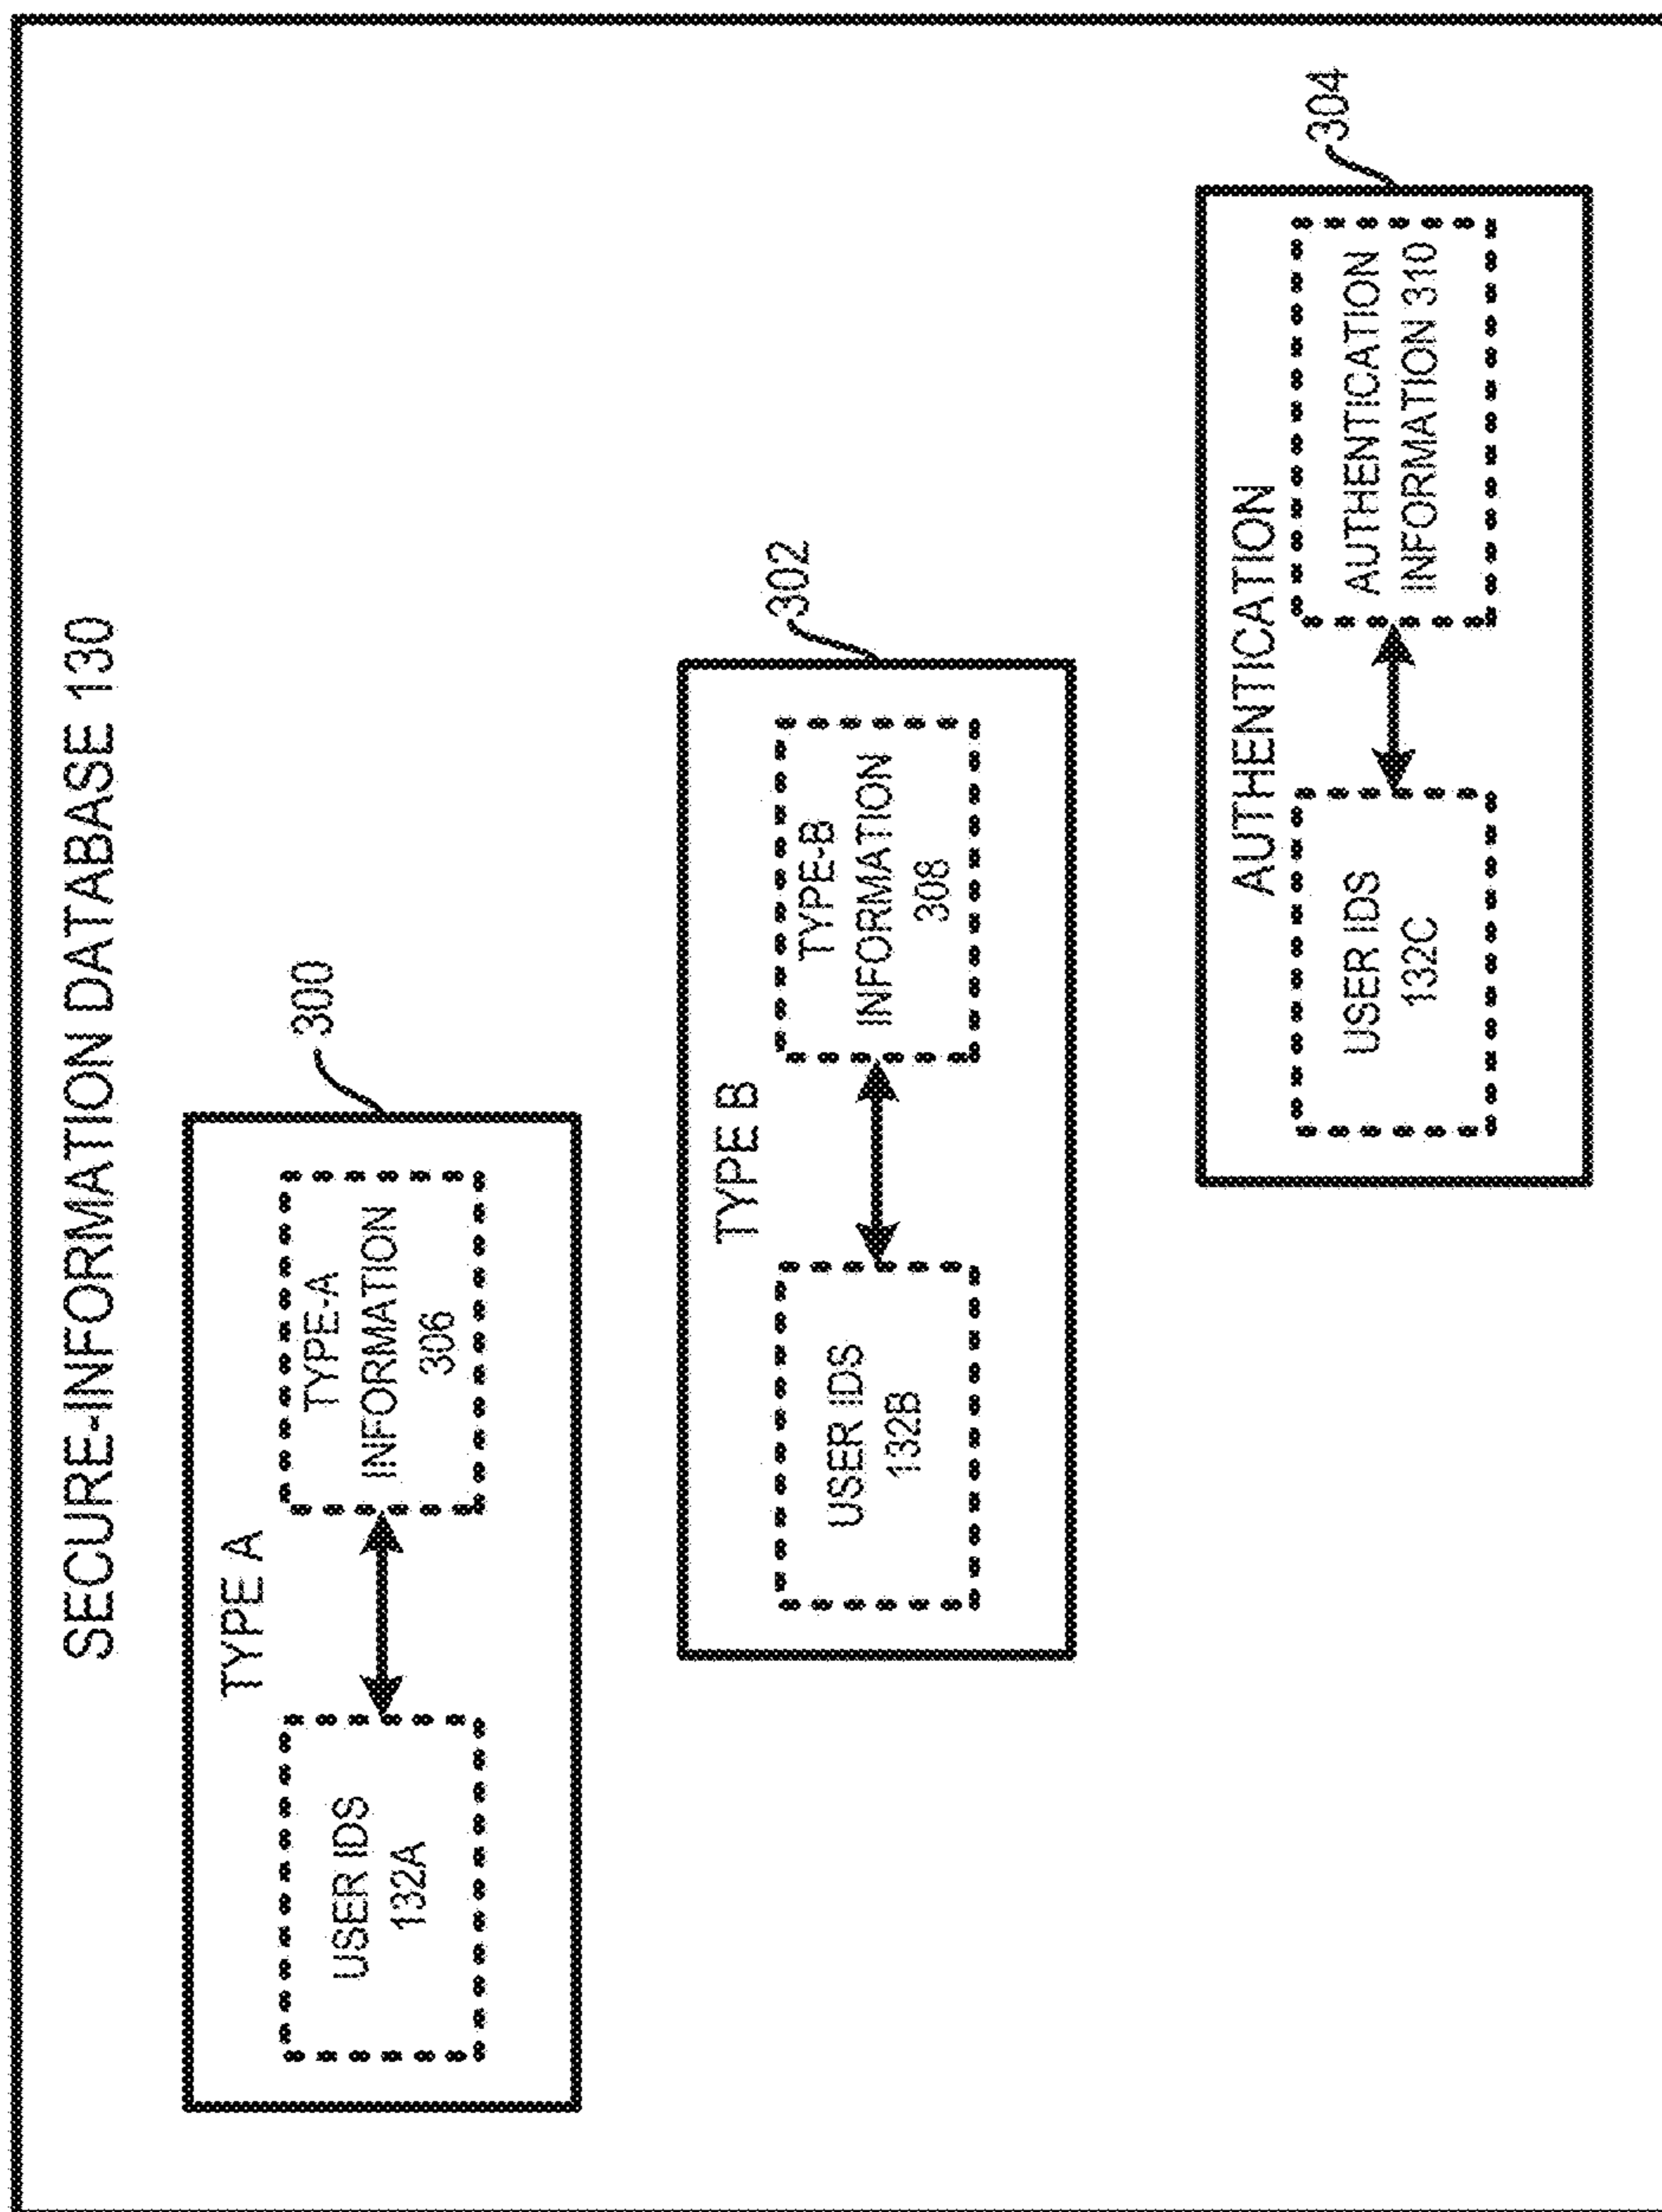 SECURE-INFORMATION DATABASE 130
300
TYPE A
USER IDS
132A
TYPE-A
INFORMATION
306
302
TYPE B
USER IDS
132B
TYPE-B
INFORMATION
308
304
AUTHENTICATION
USER IDS
132C
AUTHENTICATION
INFORMATION 310